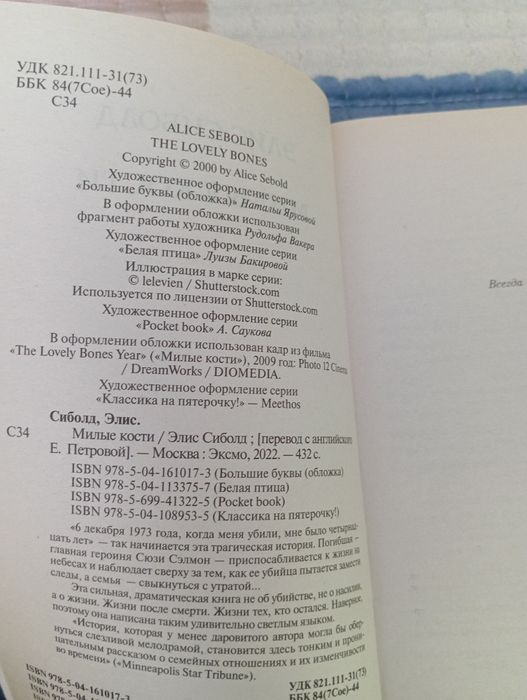 УДК 821.111-31(73)
ББК 84(7Сое)-44
С34
ALICE SEBOLD
THE LOVELY BONES
Copyright © 2000 by Alice Sebold
Художественное оформление серии
«Большие буквы (обложка)» Натальи Ярусовой
В оформлении обложки использован
фрагмент работы художника Рудольфа Вакера
Художественное оформление серии
«Белая птица» Луизы Бакировой
Иллюстрация в марке серии:
© lelevien / Shutterstock.com
Используется по лицензии от Shutterstock.com
Художественное оформление серии
«Pocket book» А. Саукова
В оформлении обложки использован кадр из фильма
«The Lovely Bones Year» («Милые кости»), 2009 год: Photo 12 Cinema
/ DreamWorks / DIOMEDIA.
Художественное оформление серии
«Классика на пятерочку!» — Meethos
Сиболд, Элис.
С34 Милые кости / Элис Сиболд ; [перевод с английского
Е. Петровой]. — Москва : Эксмо, 2022. — 432 с.
ISBN 978-5-04-161017-3 (Большие буквы (обложка)
ISBN 978-5-04-113375-7 (Белая птица)
ISBN 978-5-699-41322-5 (Pocket book)
ISBN 978-5-04-108953-5 (Классика на пятерочку!)
«6 декабря 1973 года, когда меня убили, мне было четырнад-
цать лет» — так начинается эта трагическая история. Погибшая —
главная героиня Сюзи Сэлмон — приспосабливается к жизни на
небесах и наблюдает сверху за тем, как ее убийца пытается замести
следы, а семья — свыкнуться с утратой...
Эта сильная, драматическая книга не об убийстве, не о насилии,
а о жизни. Жизни после смерти. Жизни тех, кто остался. Наверное,
поэтому она написана таким удивительно светлым языком.
«История, которая у менее даровитого автора могла бы обер-
нуться слезливой мелодрамой, становится здесь тонким и прони-
цательным рассказом о семейных отношениях и их изменчивости
во времени» («Minneapolis Star Tribune»).
УДК 821.111-31(73)
ББК 84(7Сое)-44
ISBN 978-5-04-161017-3
Всегда